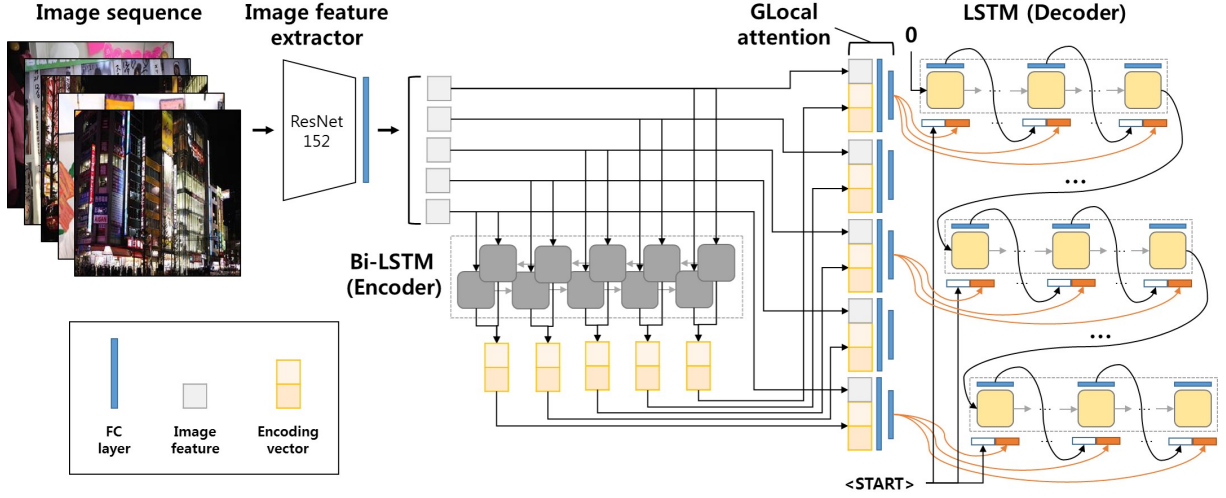 Image sequence
Image feature
extractor
GLocal
attention
LSTM (Decoder)
0
ResNet
152
...
Bi-LSTM
(Encoder)
...
FC
layer
Image
feature
Encoding
vector
<START>